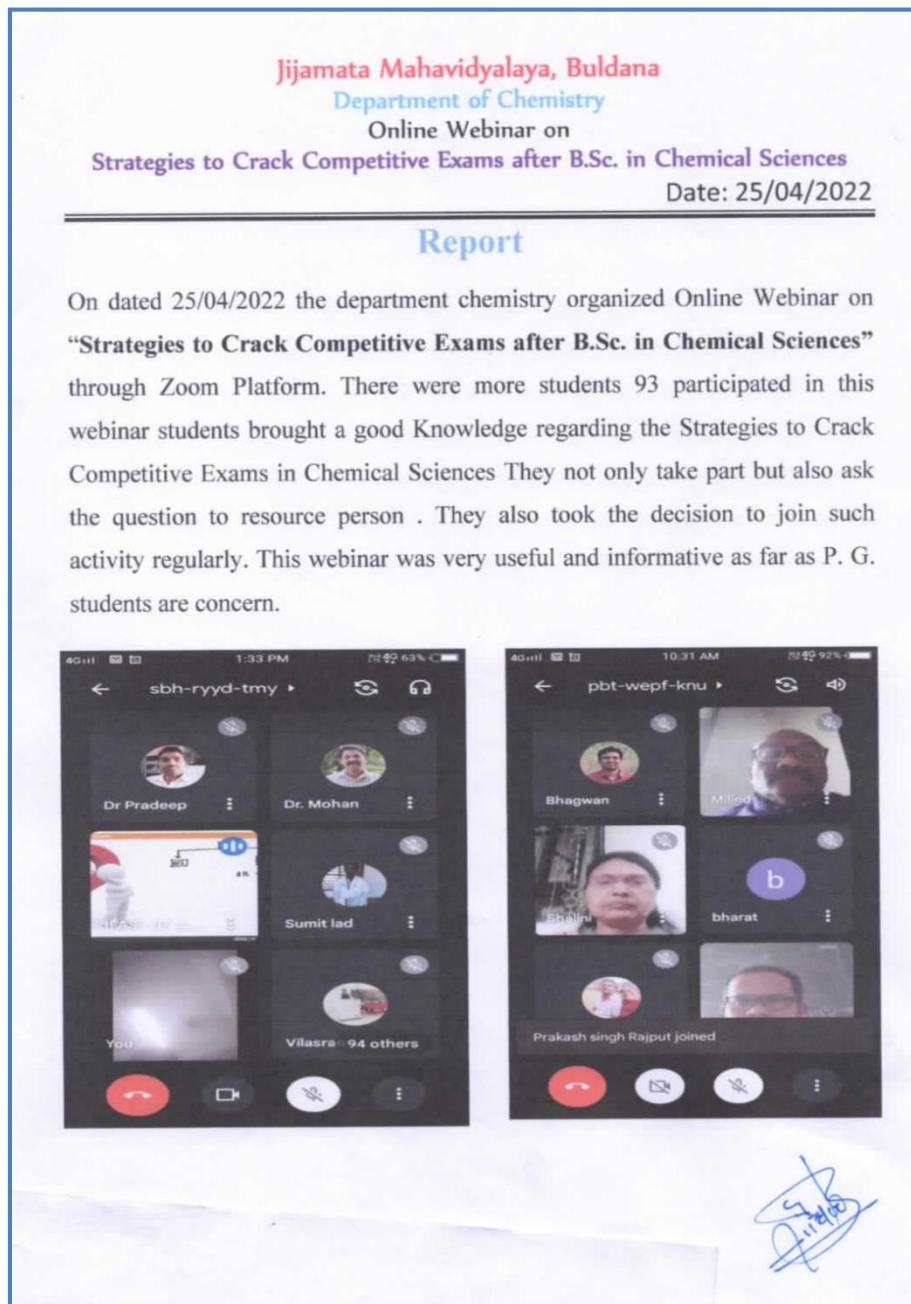 Jijamata Mahavidyalaya, Buldana
Department of Chemistry
Online Webinar on
Strategies to Crack Competitive Exams after B.Sc. in Chemical Sciences
Date: 25/04/2022
Report
On dated 25/04/2022 the department chemistry organized Online Webinar on
“Strategies to Crack Competitive Exams after B.Sc. in Chemical Sciences”
through Zoom Platform. There were more students 93 participated in this
webinar students brought a good Knowledge regarding the Strategies to Crack
Competitive Exams in Chemical Sciences They not only take part but also ask
the question to resource person . They also took the decision to join such
activity regularly. This webinar was very useful and informative as far as P. G.
students are concern.
4G 1:33 PM 4G 63%
sbh-ryyd-tmy
Dr Pradeep
Dr. Mohan
Sumit lad
You
Vilasra 94 others
4G 10:31 AM 4G 92%
pbt-wepf-knu
Bhagwan
Milind
Shalini
b
bharat
Prakash singh Rajput joined